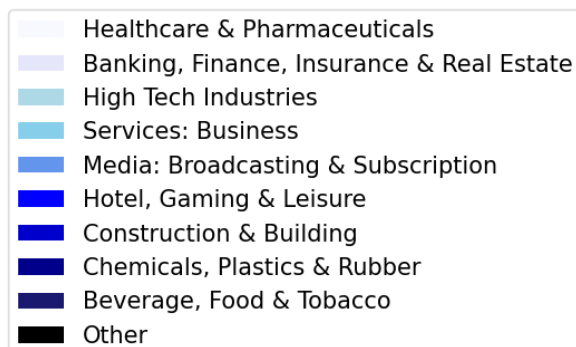 Healthcare & Pharmaceuticals
Banking, Finance, Insurance & Real Estate
High Tech Industries
Services: Business
Media: Broadcasting & Subscription
Hotel, Gaming & Leisure
Construction & Building
Chemicals, Plastics & Rubber
Beverage, Food & Tobacco
Other